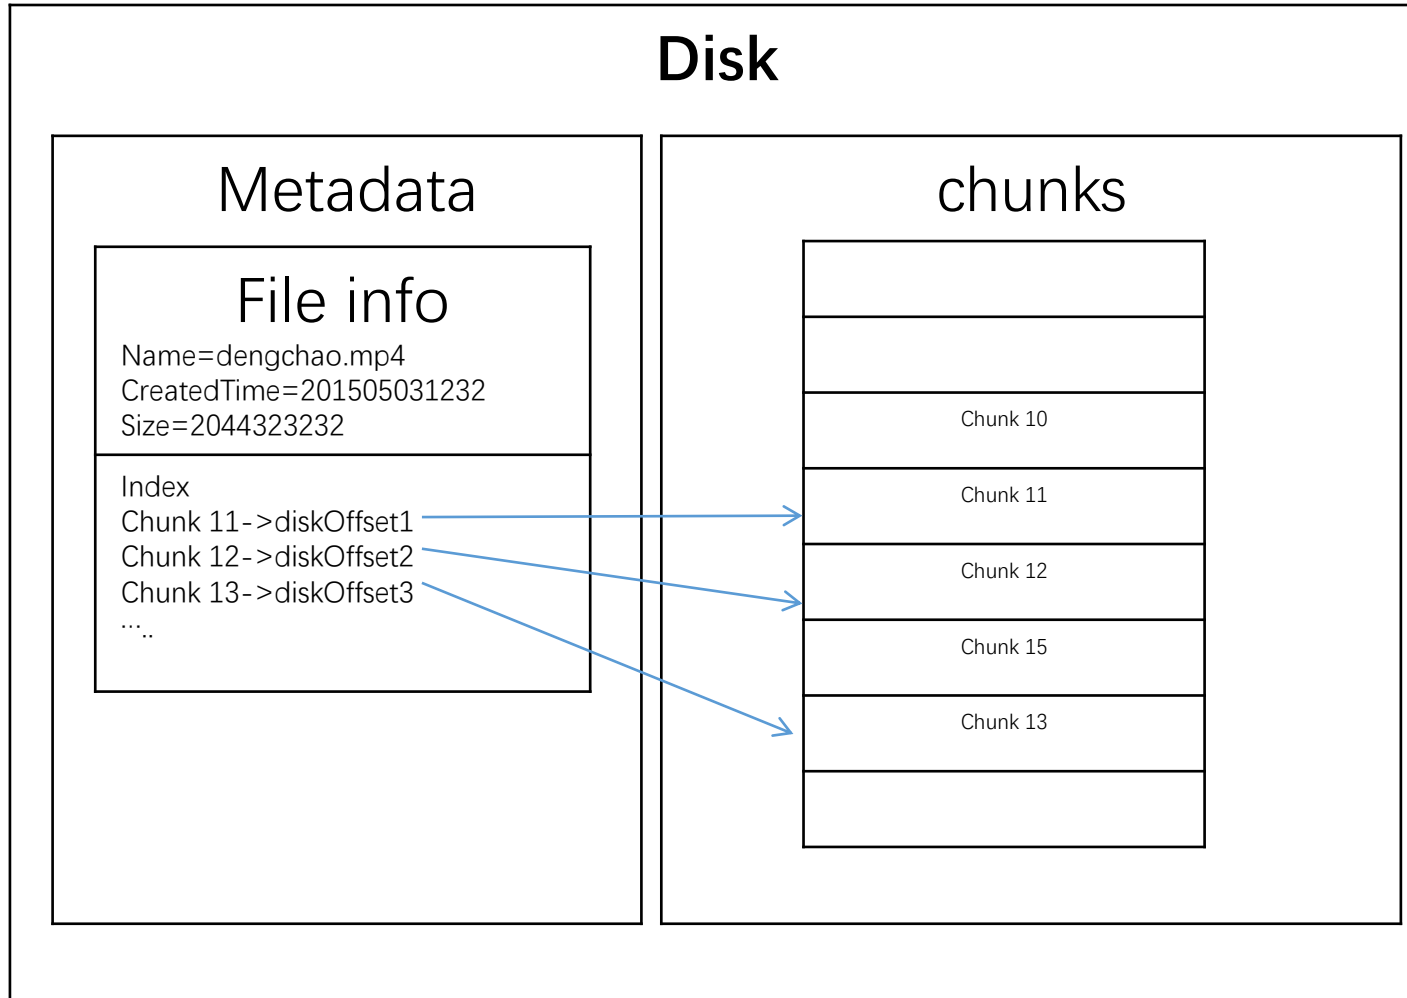 Disk
Metadata
File info
Name=dengchao.mp4
CreatedTime=201505031232
Size=2044323232
Index
Chunk 11->diskOffset1
Chunk 12->diskOffset2
Chunk 13->diskOffset3
…..
chunks
Chunk 10
Chunk 11
Chunk 12
Chunk 15
Chunk 13